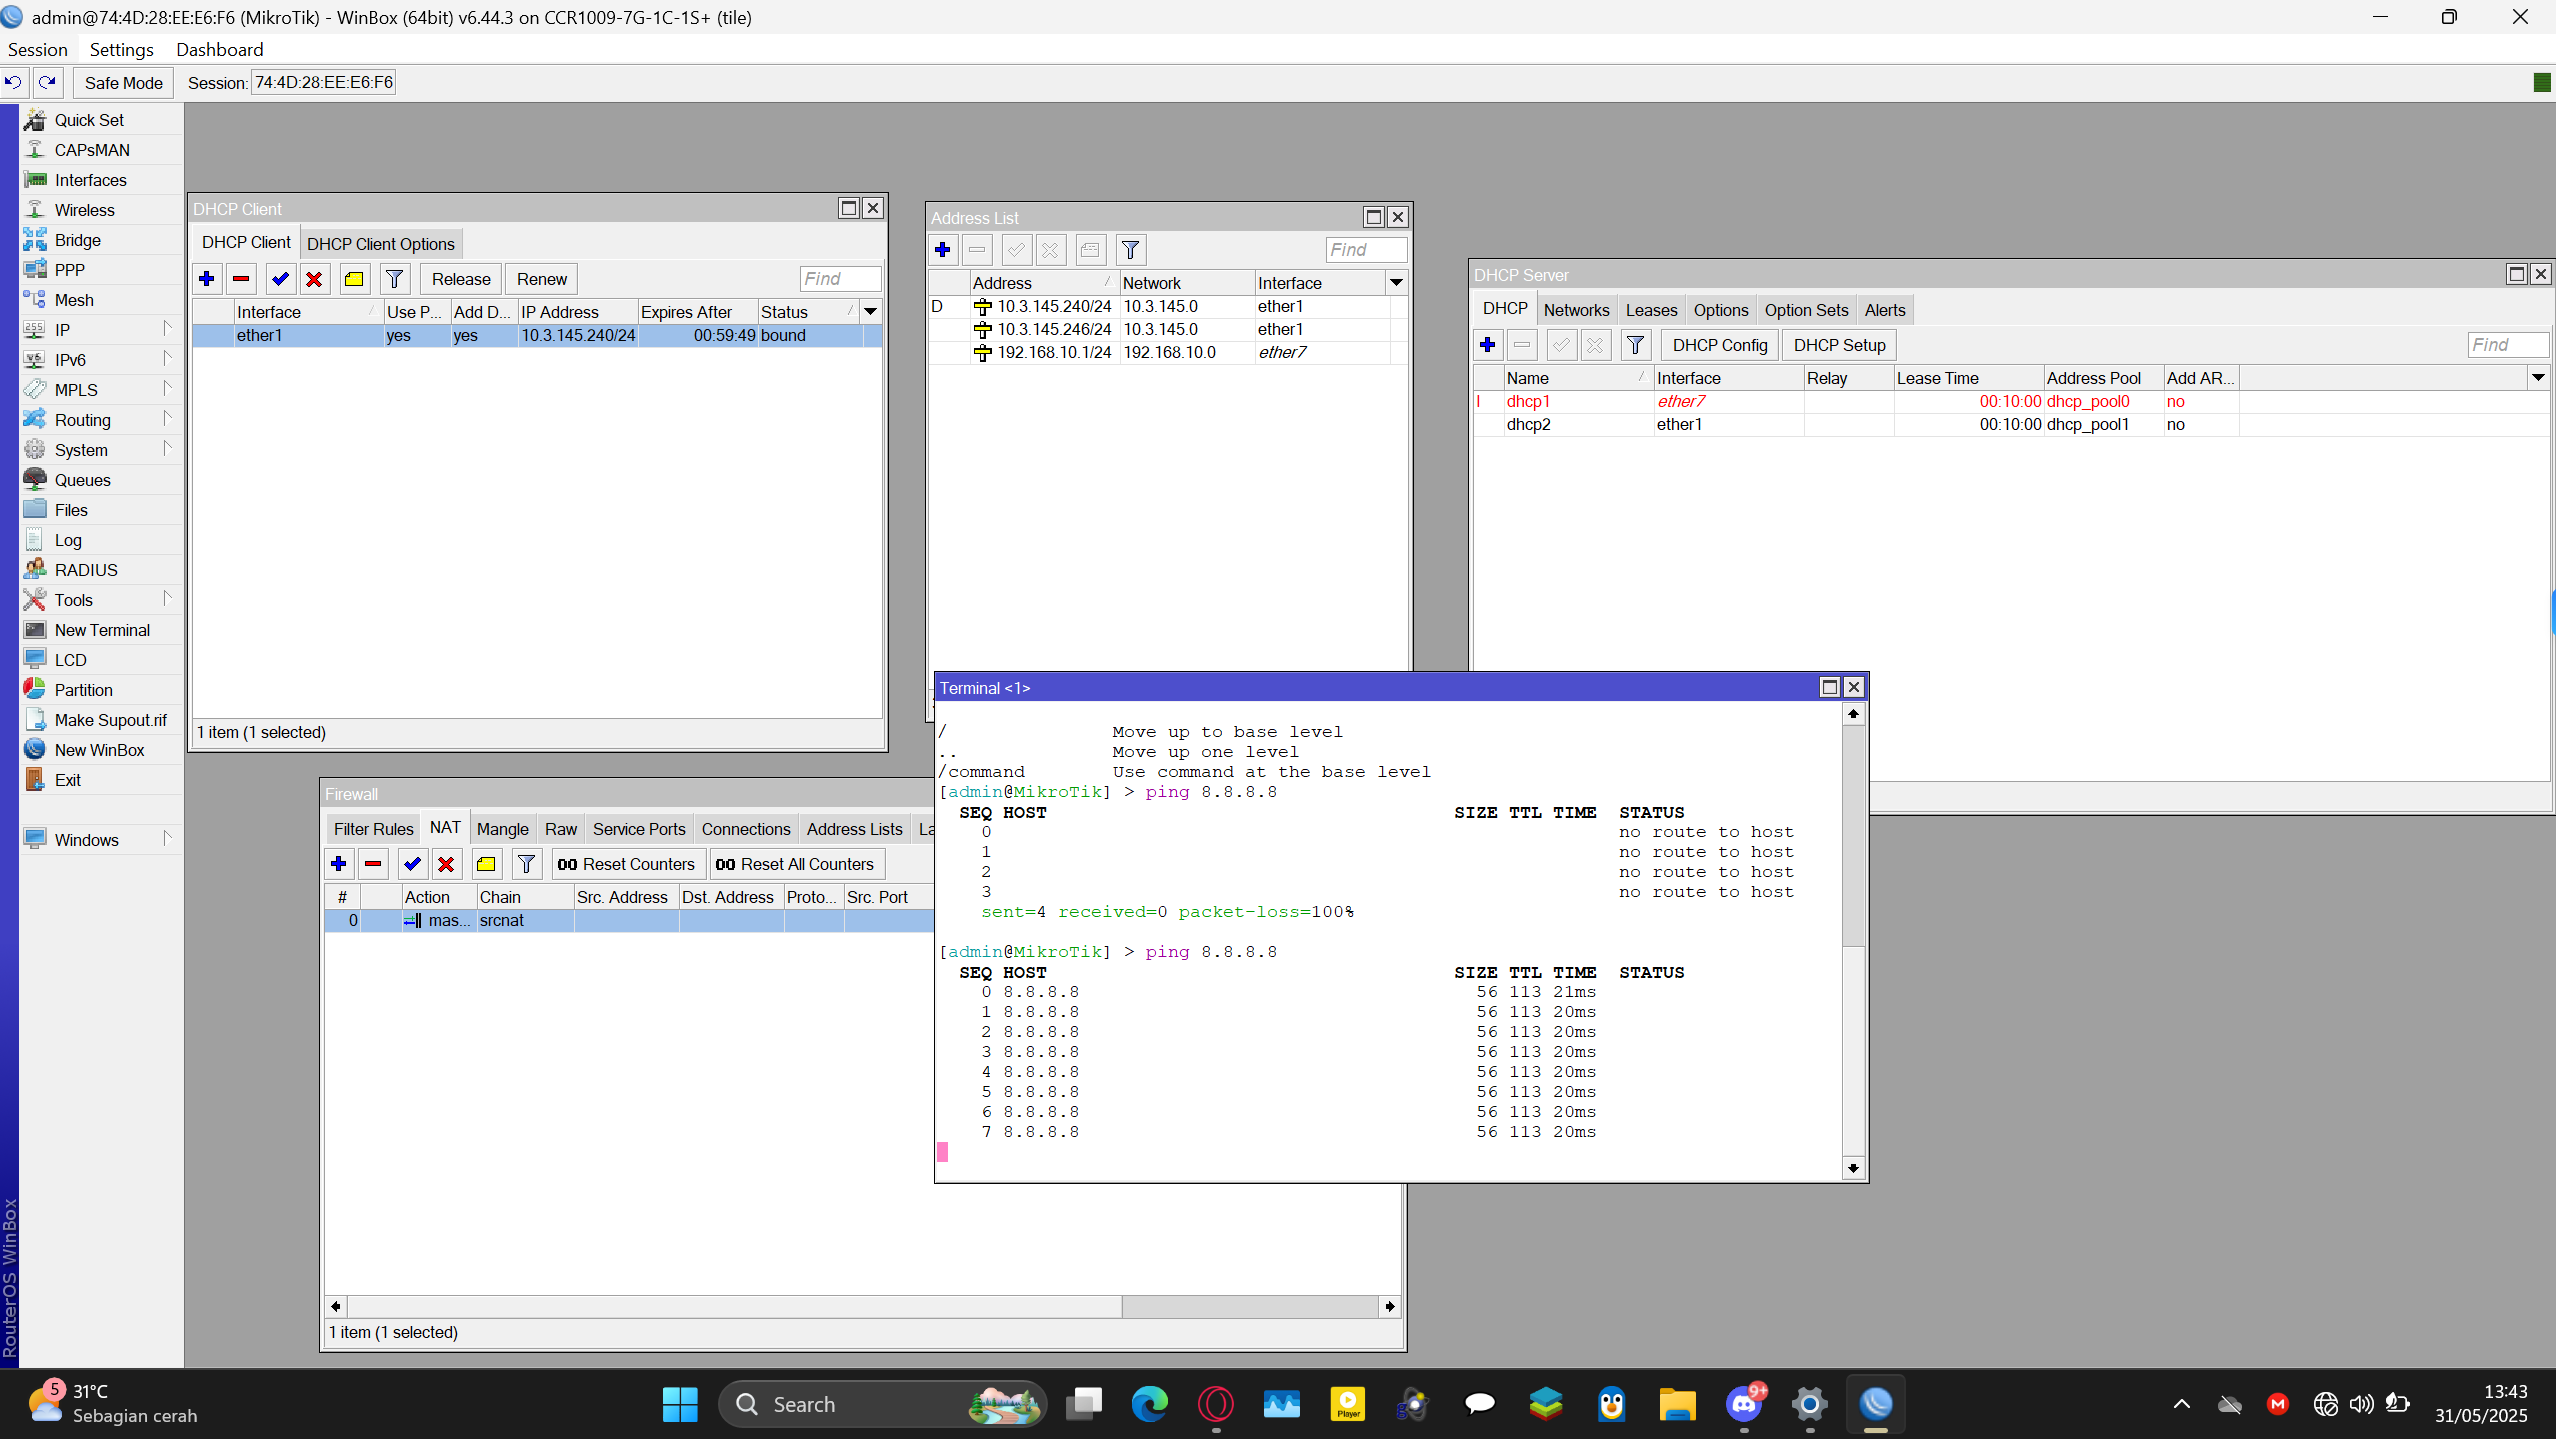 admin@74:4D:28:EE:E6:F6 (MikroTik) - WinBox (64bit) v6.44.3 on CCR1009-7G-1C-1S+ (tile)
Session Settings Dashboard
Safe Mode Session: 74:4D:28:EE:E6:F6
Quick Set
CAPsMAN
Interfaces
Wireless
Bridge
PPP
Mesh
IP
IPv6
MPLS
Routing
System
Queues
Files
Log
RADIUS
Tools
New Terminal
LCD
Partition
Make Supout.rif
New WinBox
Exit
Windows
RouterOS WinBox
DHCP Client
DHCP Client DHCP Client Options
Release Renew Find
Interface Use P... Add D... IP Address Expires After Status
ether1 yes yes 10.3.145.240/24 00:59:49 bound
1 item (1 selected)
Address List
Find
Address Network Interface
D 10.3.145.240/24 10.3.145.0 ether1
10.3.145.246/24 10.3.145.0 ether1
192.168.10.1/24 192.168.10.0 ether7
DHCP Server
DHCP Networks Leases Options Option Sets Alerts
DHCP Config DHCP Setup Find
Name Interface Relay Lease Time Address Pool Add AR...
I dhcp1 ether7 00:10:00 dhcp_pool0 no
dhcp2 ether1 00:10:00 dhcp_pool1 no
Firewall
Filter Rules NAT Mangle Raw Service Ports Connections Address Lists La
Reset Counters Reset All Counters
# Action Chain Src. Address Dst. Address Proto... Src. Port
0 mas... srcnat
1 item (1 selected)
Terminal <1>
/ Move up to base level
.. Move up one level
/command Use command at the base level
[admin@MikroTik] > ping 8.8.8.8
SEQ HOST SIZE TTL TIME STATUS
0 no route to host
1 no route to host
2 no route to host
3 no route to host
sent=4 received=0 packet-loss=100%
[admin@MikroTik] > ping 8.8.8.8
SEQ HOST SIZE TTL TIME STATUS
0 8.8.8.8 56 113 21ms
1 8.8.8.8 56 113 20ms
2 8.8.8.8 56 113 20ms
3 8.8.8.8 56 113 20ms
4 8.8.8.8 56 113 20ms
5 8.8.8.8 56 113 20ms
6 8.8.8.8 56 113 20ms
7 8.8.8.8 56 113 20ms
5 31°C
Sebagian cerah
Search
Player
9+
M
13:43
31/05/2025